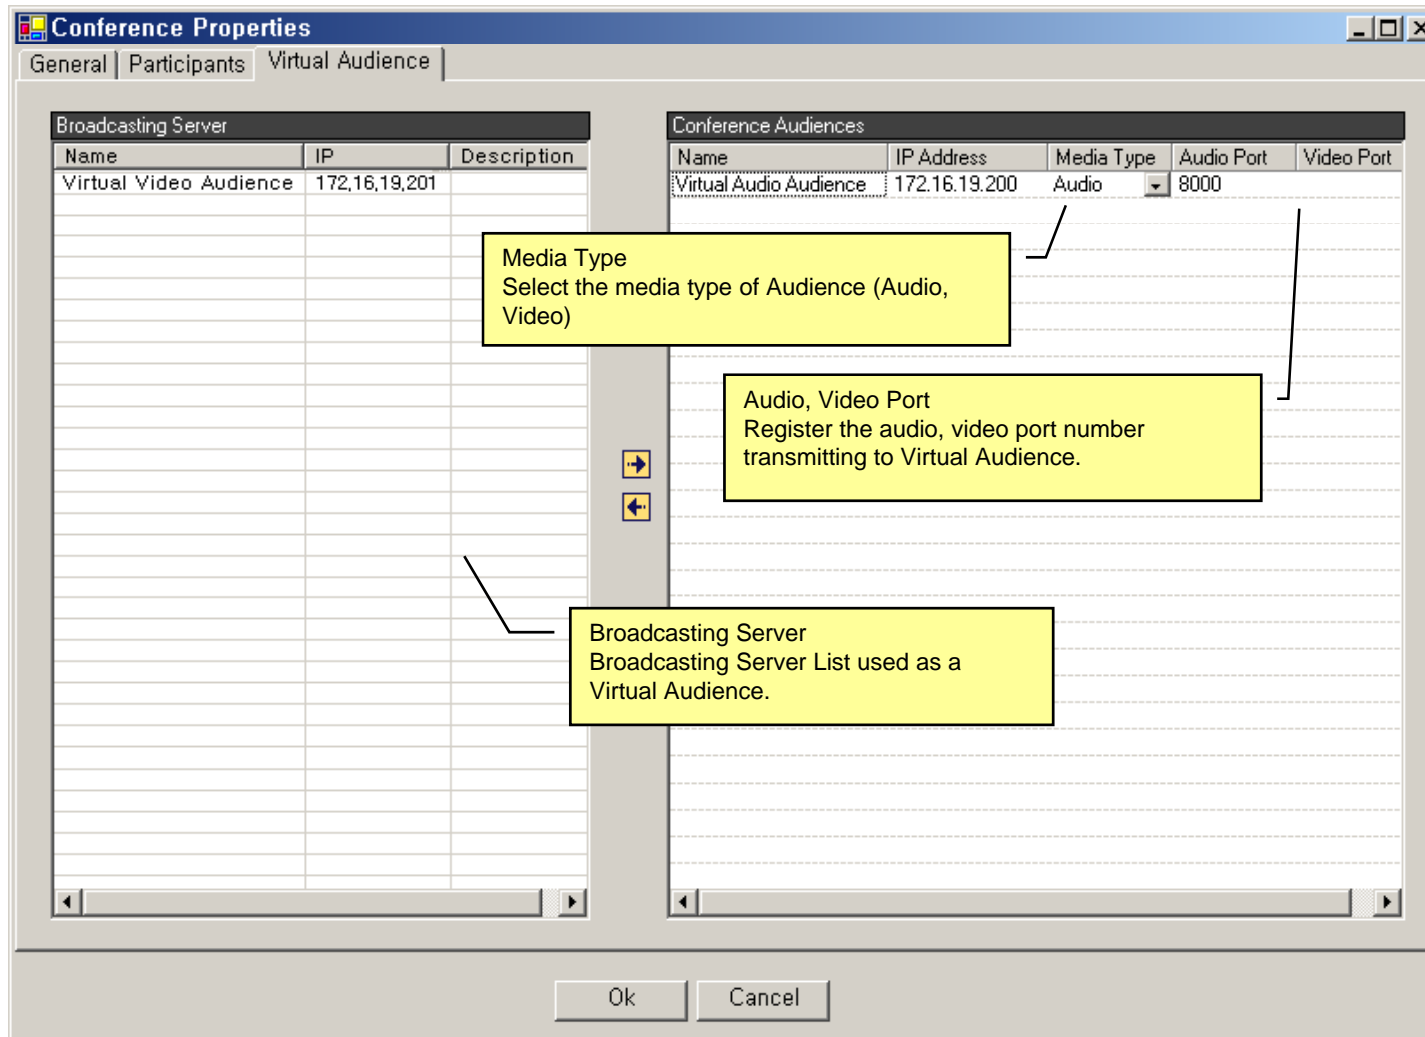 Conference Properties
General Participants Virtual Audience
Broadcasting Server
Name IP Description
Virtual Video Audience 172,16,19,201
Conference Audiences
Name IP Address Media Type Audio Port Video Port
Virtual Audio Audience 172.16.19.200 Audio 8000
Media Type
Select the media type of Audience (Audio,
Video)
Audio, Video Port
Register the audio, video port number
transmitting to Virtual Audience.
Broadcasting Server
Broadcasting Server List used as a
Virtual Audience.
Ok Cancel